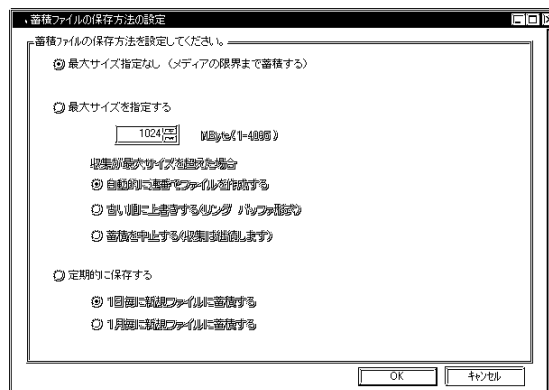 蓄積ファイルの保存方法の設定
蓄積ファイルの保存方法を設定してください。
最大サイズ指定なし（メディアの限界まで蓄積する）
最大サイズを指定する
1024 MByte(1-4095)
収集が最大サイズを超えた場合
自動的に連番でファイルを作成する
古い順に上書きする(リング バッファ形式)
蓄積を中止する(収集は継続します)
定期的に保存する
1日毎に新規ファイルに蓄積する
1月毎に新規ファイルに蓄積する
OK キャンセル